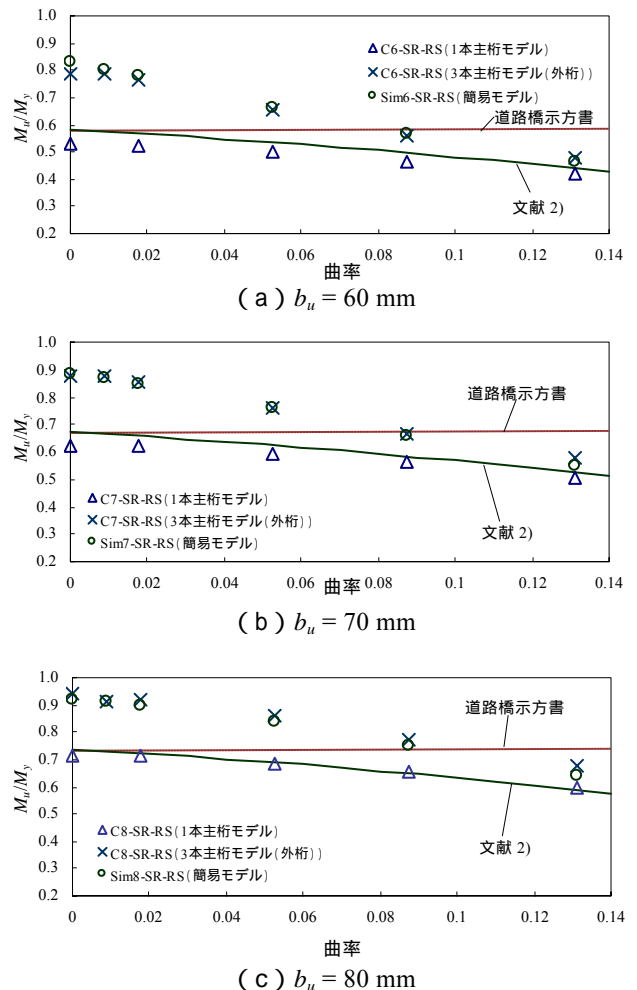 1.0
0.9
0.8
0.7
0.6
0.5
0.4
0.3
0.2
Mu/My
C6-SR-RS(1本主桁モデル)
C6-SR-RS(3本主桁モデル(外桁))
Sim6-SR-RS(簡易モデル)
道路橋示方書
文献 2)
0 0.02 0.04 0.06 0.08 0.1 0.12 0.14
曲率
(a) bu = 60 mm
1.0
0.9
0.8
0.7
0.6
0.5
0.4
0.3
0.2
Mu/My
道路橋示方書
C7-SR-RS(1本主桁モデル)
C7-SR-RS(3本主桁モデル(外桁))
Sim7-SR-RS(簡易モデル)
文献 2)
0 0.02 0.04 0.06 0.08 0.1 0.12 0.14
曲率
(b) bu = 70 mm
1.0
0.9
0.8
0.7
0.6
0.5
0.4
0.3
0.2
Mu/My
道路橋示方書
C8-SR-RS(1本主桁モデル)
C8-SR-RS(3本主桁モデル(外桁))
Sim8-SR-RS(簡易モデル)
文献 2)
0 0.02 0.04 0.06 0.08 0.1 0.12 0.14
曲率
(c) bu = 80 mm